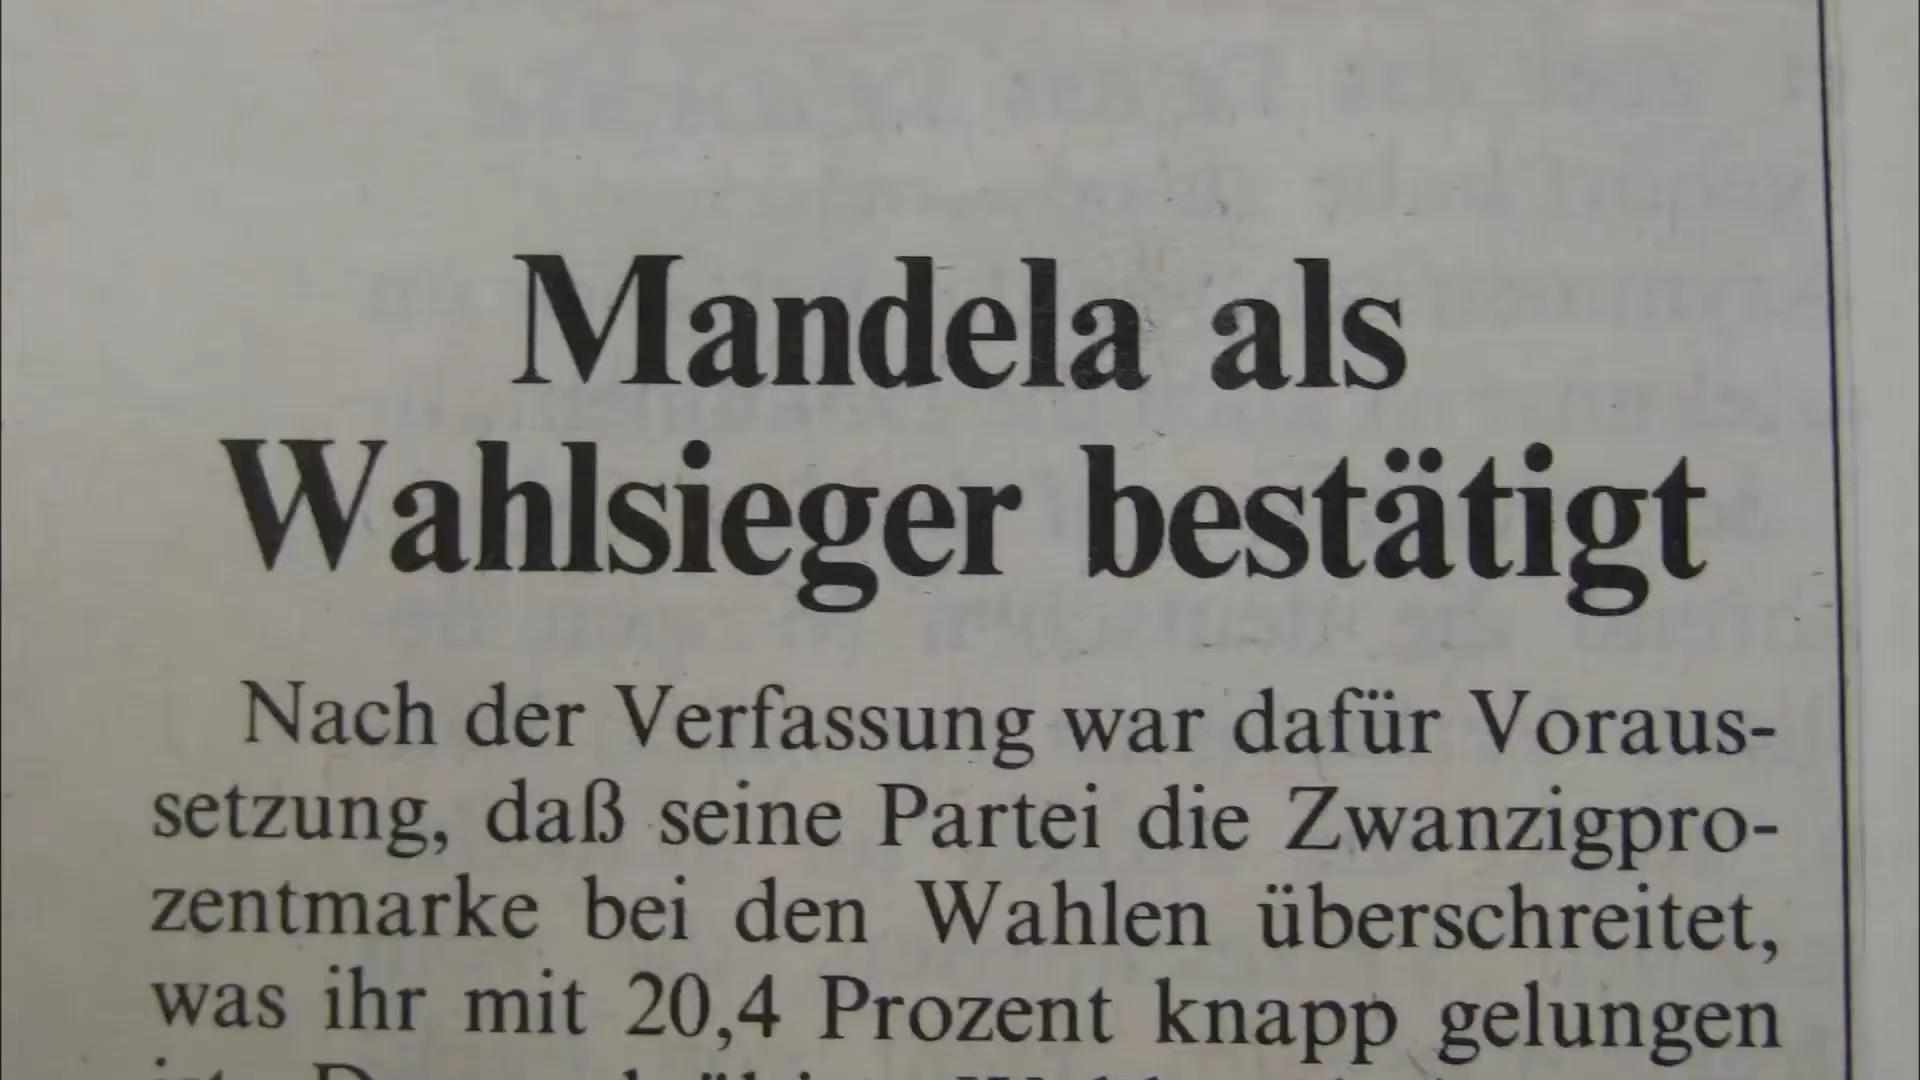 Mandela als
Wahlsieger bestätigt
Nach der Verfassung war dafür Voraus-
setzung, daß seine Partei die Zwanzigpro-
zentmarke bei den Wahlen überschreitet,
was ihr mit 20,4 Prozent knapp gelungen